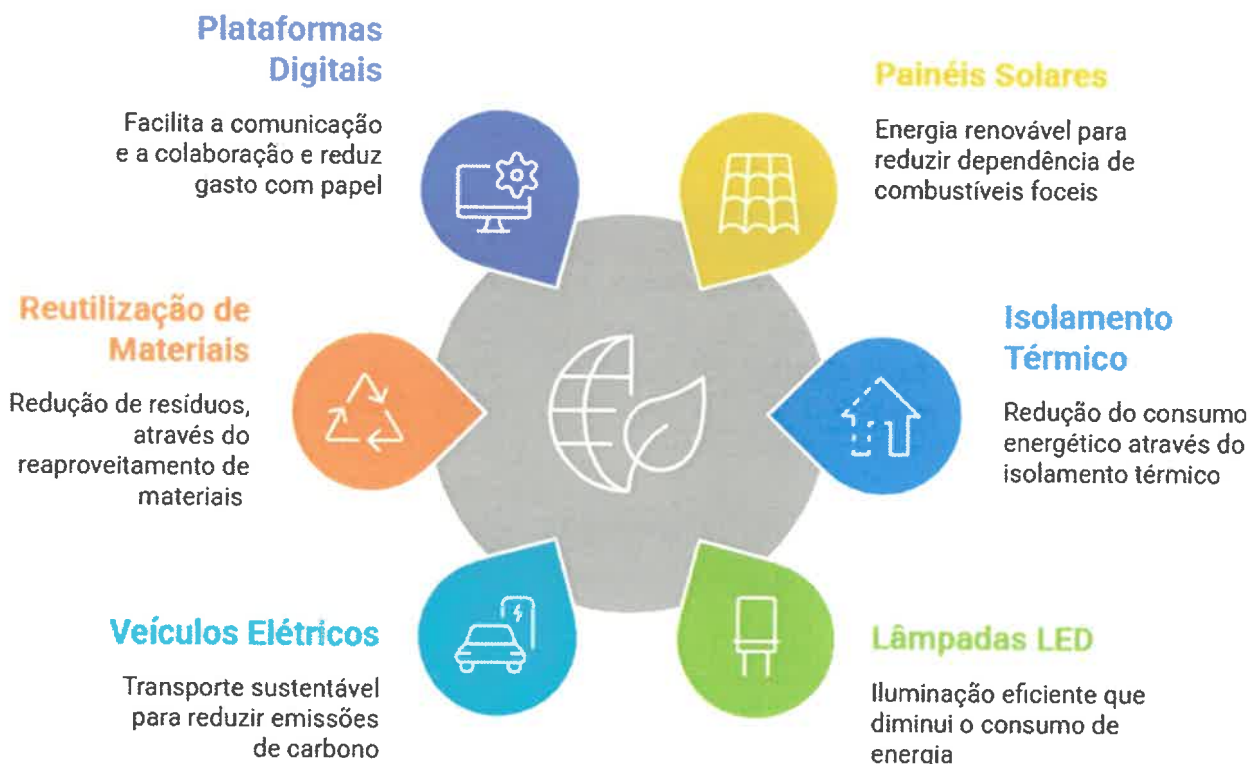 Plataformas
Digitais
Facilita a comunicação
e a colaboração e reduz
gasto com papel
Painéis Solares
Energia renovável para
reduzir dependência de
combustíveis foceis
Reutilização de
Materiais
Redução de resíduos,
através do
reaproveitamento de
materiais
Isolamento
Térmico
Redução do consumo
energético através do
isolamento térmico
Veículos Elétricos
Transporte sustentável
para reduzir emissões
de carbono
Lâmpadas LED
Iluminação eficiente que
diminui o consumo de
energia